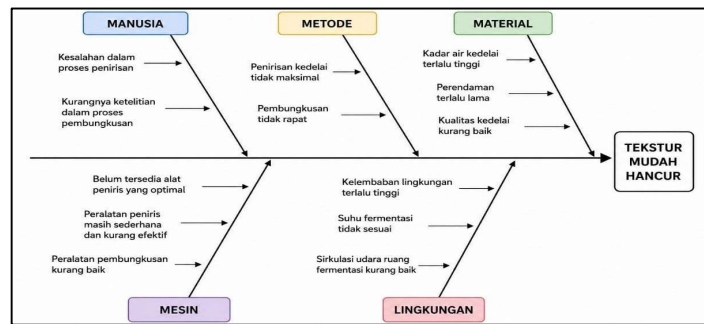 MANUSIA
METODE
MATERIAL
Kesalahan dalam
proses penirisan
Kurangnya ketelitian
dalam proses
pembungkusan
Penirisan kedelai
tidak maksimal
Pembungkusan
tidak rapat
Kadar air kedelai
terlalu tinggi
Perendaman
terlalu lama
Kualitas kedelai
kurang baik
TEKSTUR
MUDAH
HANCUR
Belum tersedia alat
peniris yang optimal
Peralatan peniris
masih sederhana
dan kurang efektif
Peralatan pembungkusan
kurang baik
Kelembaban lingkungan
terlalu tinggi
Suhu fermentasi
tidak sesuai
Sirkulasi udara ruang
fermentasi kurang baik
MESIN
LINGKUNGAN